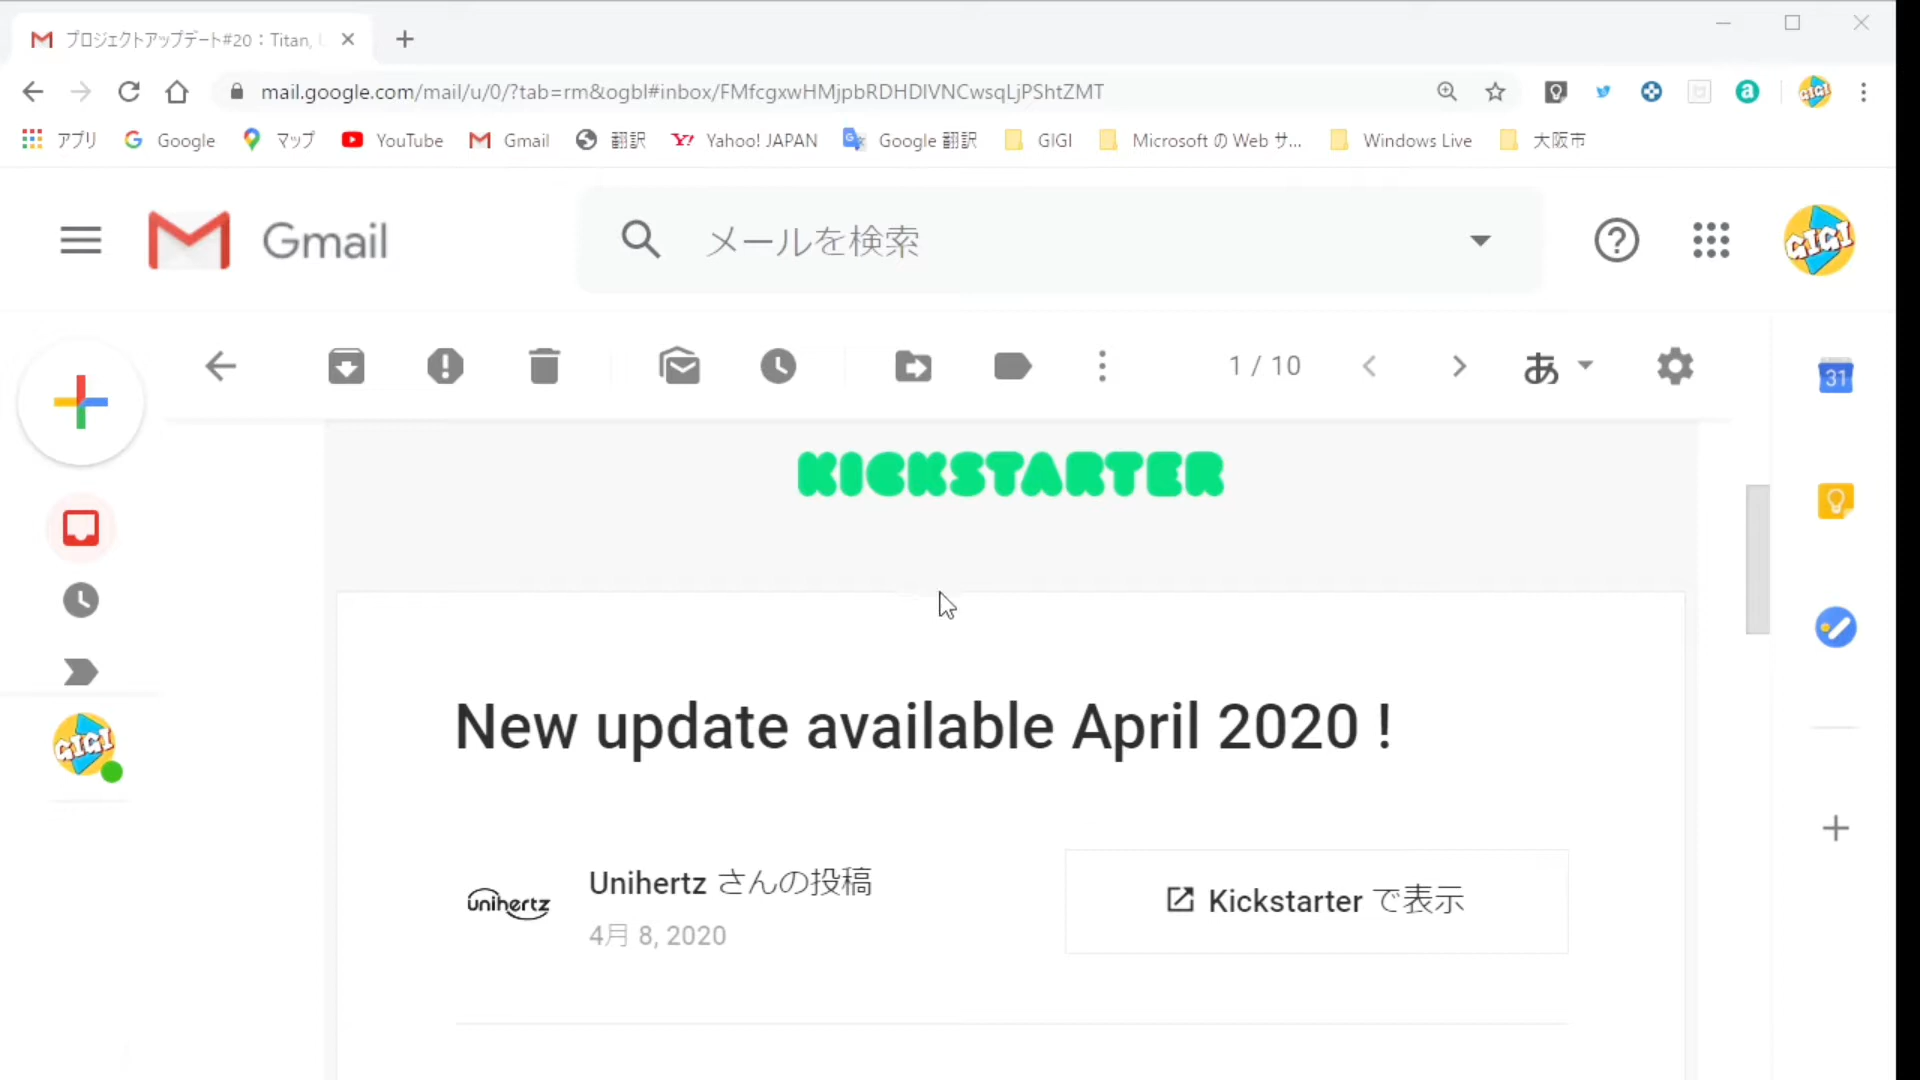 プロジェクトアップデート#20：Titan,
mail.google.com/mail/u/0/?tab=rm&ogbl#inbox/FMfcgxwHMjpbRDHDlVNCwsqLjPShtZMT
アプリ Google マップ YouTube Gmail 翻訳 Yahoo! JAPAN Google 翻訳 GIGI Microsoft の Web サ... Windows Live 大阪市
Gmail メールを検索 GIGI
1 / 10 あ 31
KICKSTARTER
GIGI
New update available April 2020 !
unihertz
Unihertz さんの投稿
4月 8, 2020
Kickstarter で表示